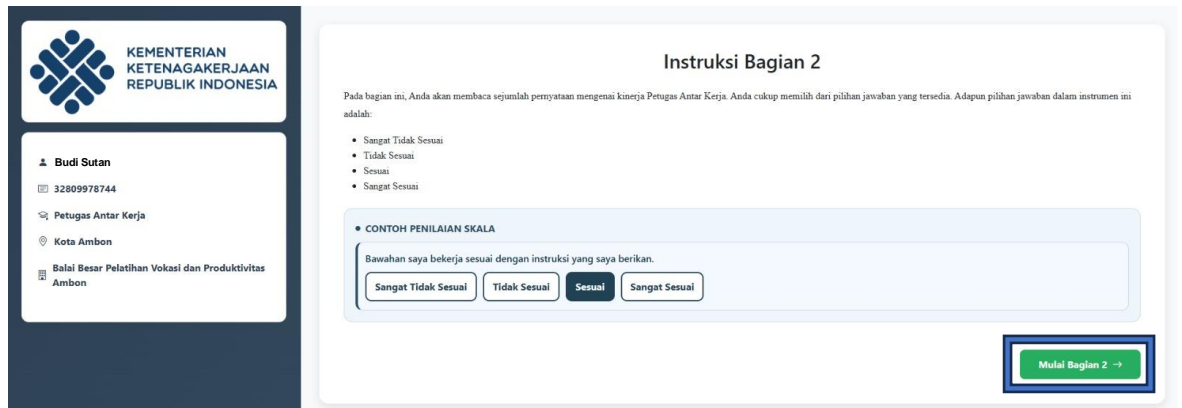 KEMENTERIAN
KETENAGAKERJAAN
REPUBLIK INDONESIA
Budi Sutan
32809978744
Petugas Antar Kerja
Kota Ambon
Balai Besar Pelatihan Vokasi dan Produktivitas
Ambon
Instruksi Bagian 2
Pada bagian ini, Anda akan membaca sejumlah pernyataan mengenai kinerja Petugas Antar Kerja. Anda cukup memilih dari pilihan jawaban yang tersedia. Adapun pilihan jawaban dalam instrumen ini
adalah:
• Sangat Tidak Sesuai
• Tidak Sesuai
• Sesuai
• Sangat Sesuai
• CONTOH PENILAIAN SKALA
Bawahan saya bekerja sesuai dengan instruksi yang saya berikan.
Sangat Tidak Sesuai Tidak Sesuai Sesuai Sangat Sesuai
Mulai Bagian 2 →